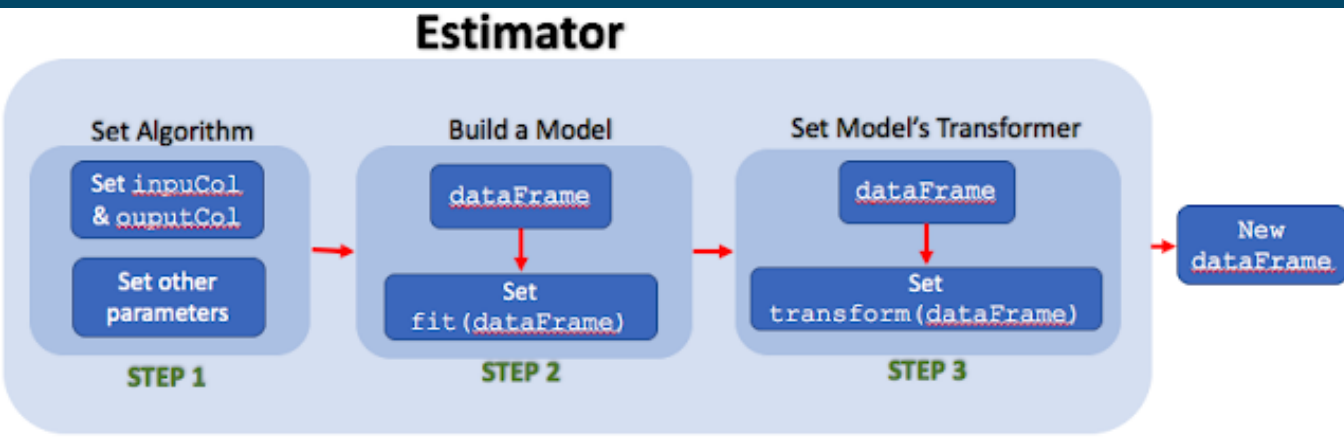 Estimator
Set Algorithm
Set inpuCol
& ouputCol
Set other
parameters
STEP 1
Build a Model
dataFrame
Set
fit(dataFrame)
STEP 2
Set Model's Transformer
dataFrame
Set
transform(dataFrame)
STEP 3
New
dataFrame